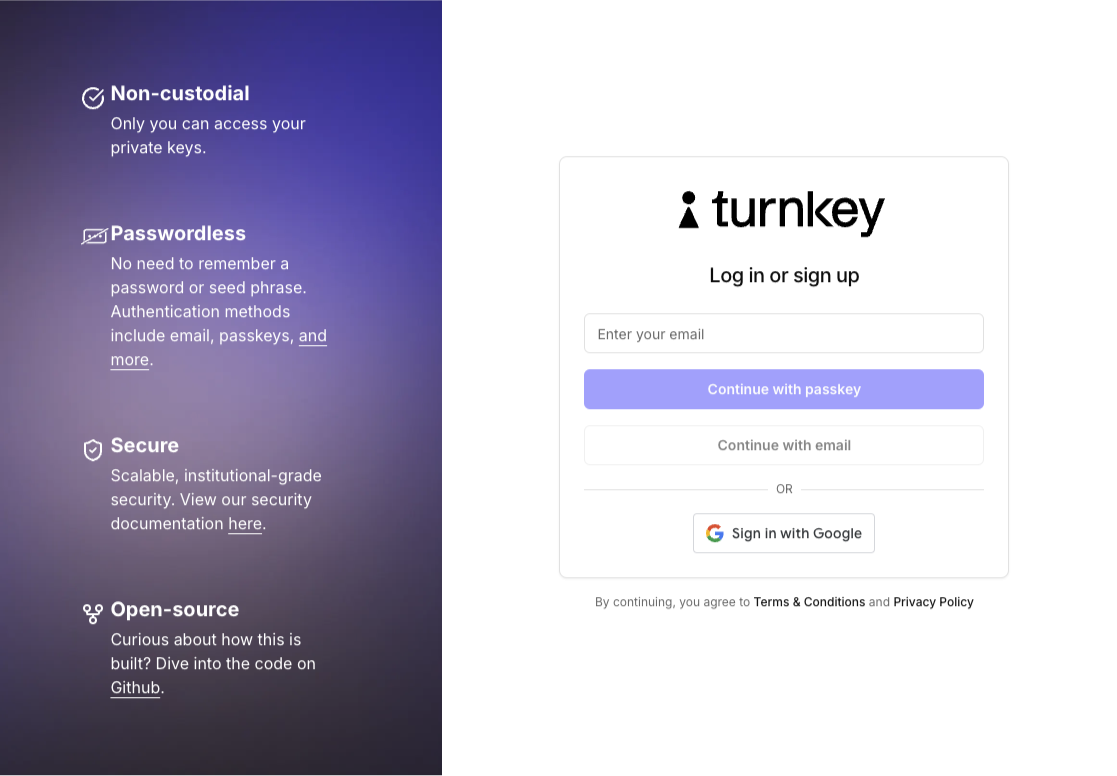 Non-custodial
Only you can access your
private keys.
Passwordless
No need to remember a
password or seed phrase.
Authentication methods
include email, passkeys, and
more.
Secure
Scalable, institutional-grade
security. View our security
documentation here.
Open-source
Curious about how this is
built? Dive into the code on
Github.
turnkey
Log in or sign up
Enter your email
Continue with passkey
Continue with email
OR
Sign in with Google
By continuing, you agree to Terms & Conditions and Privacy Policy